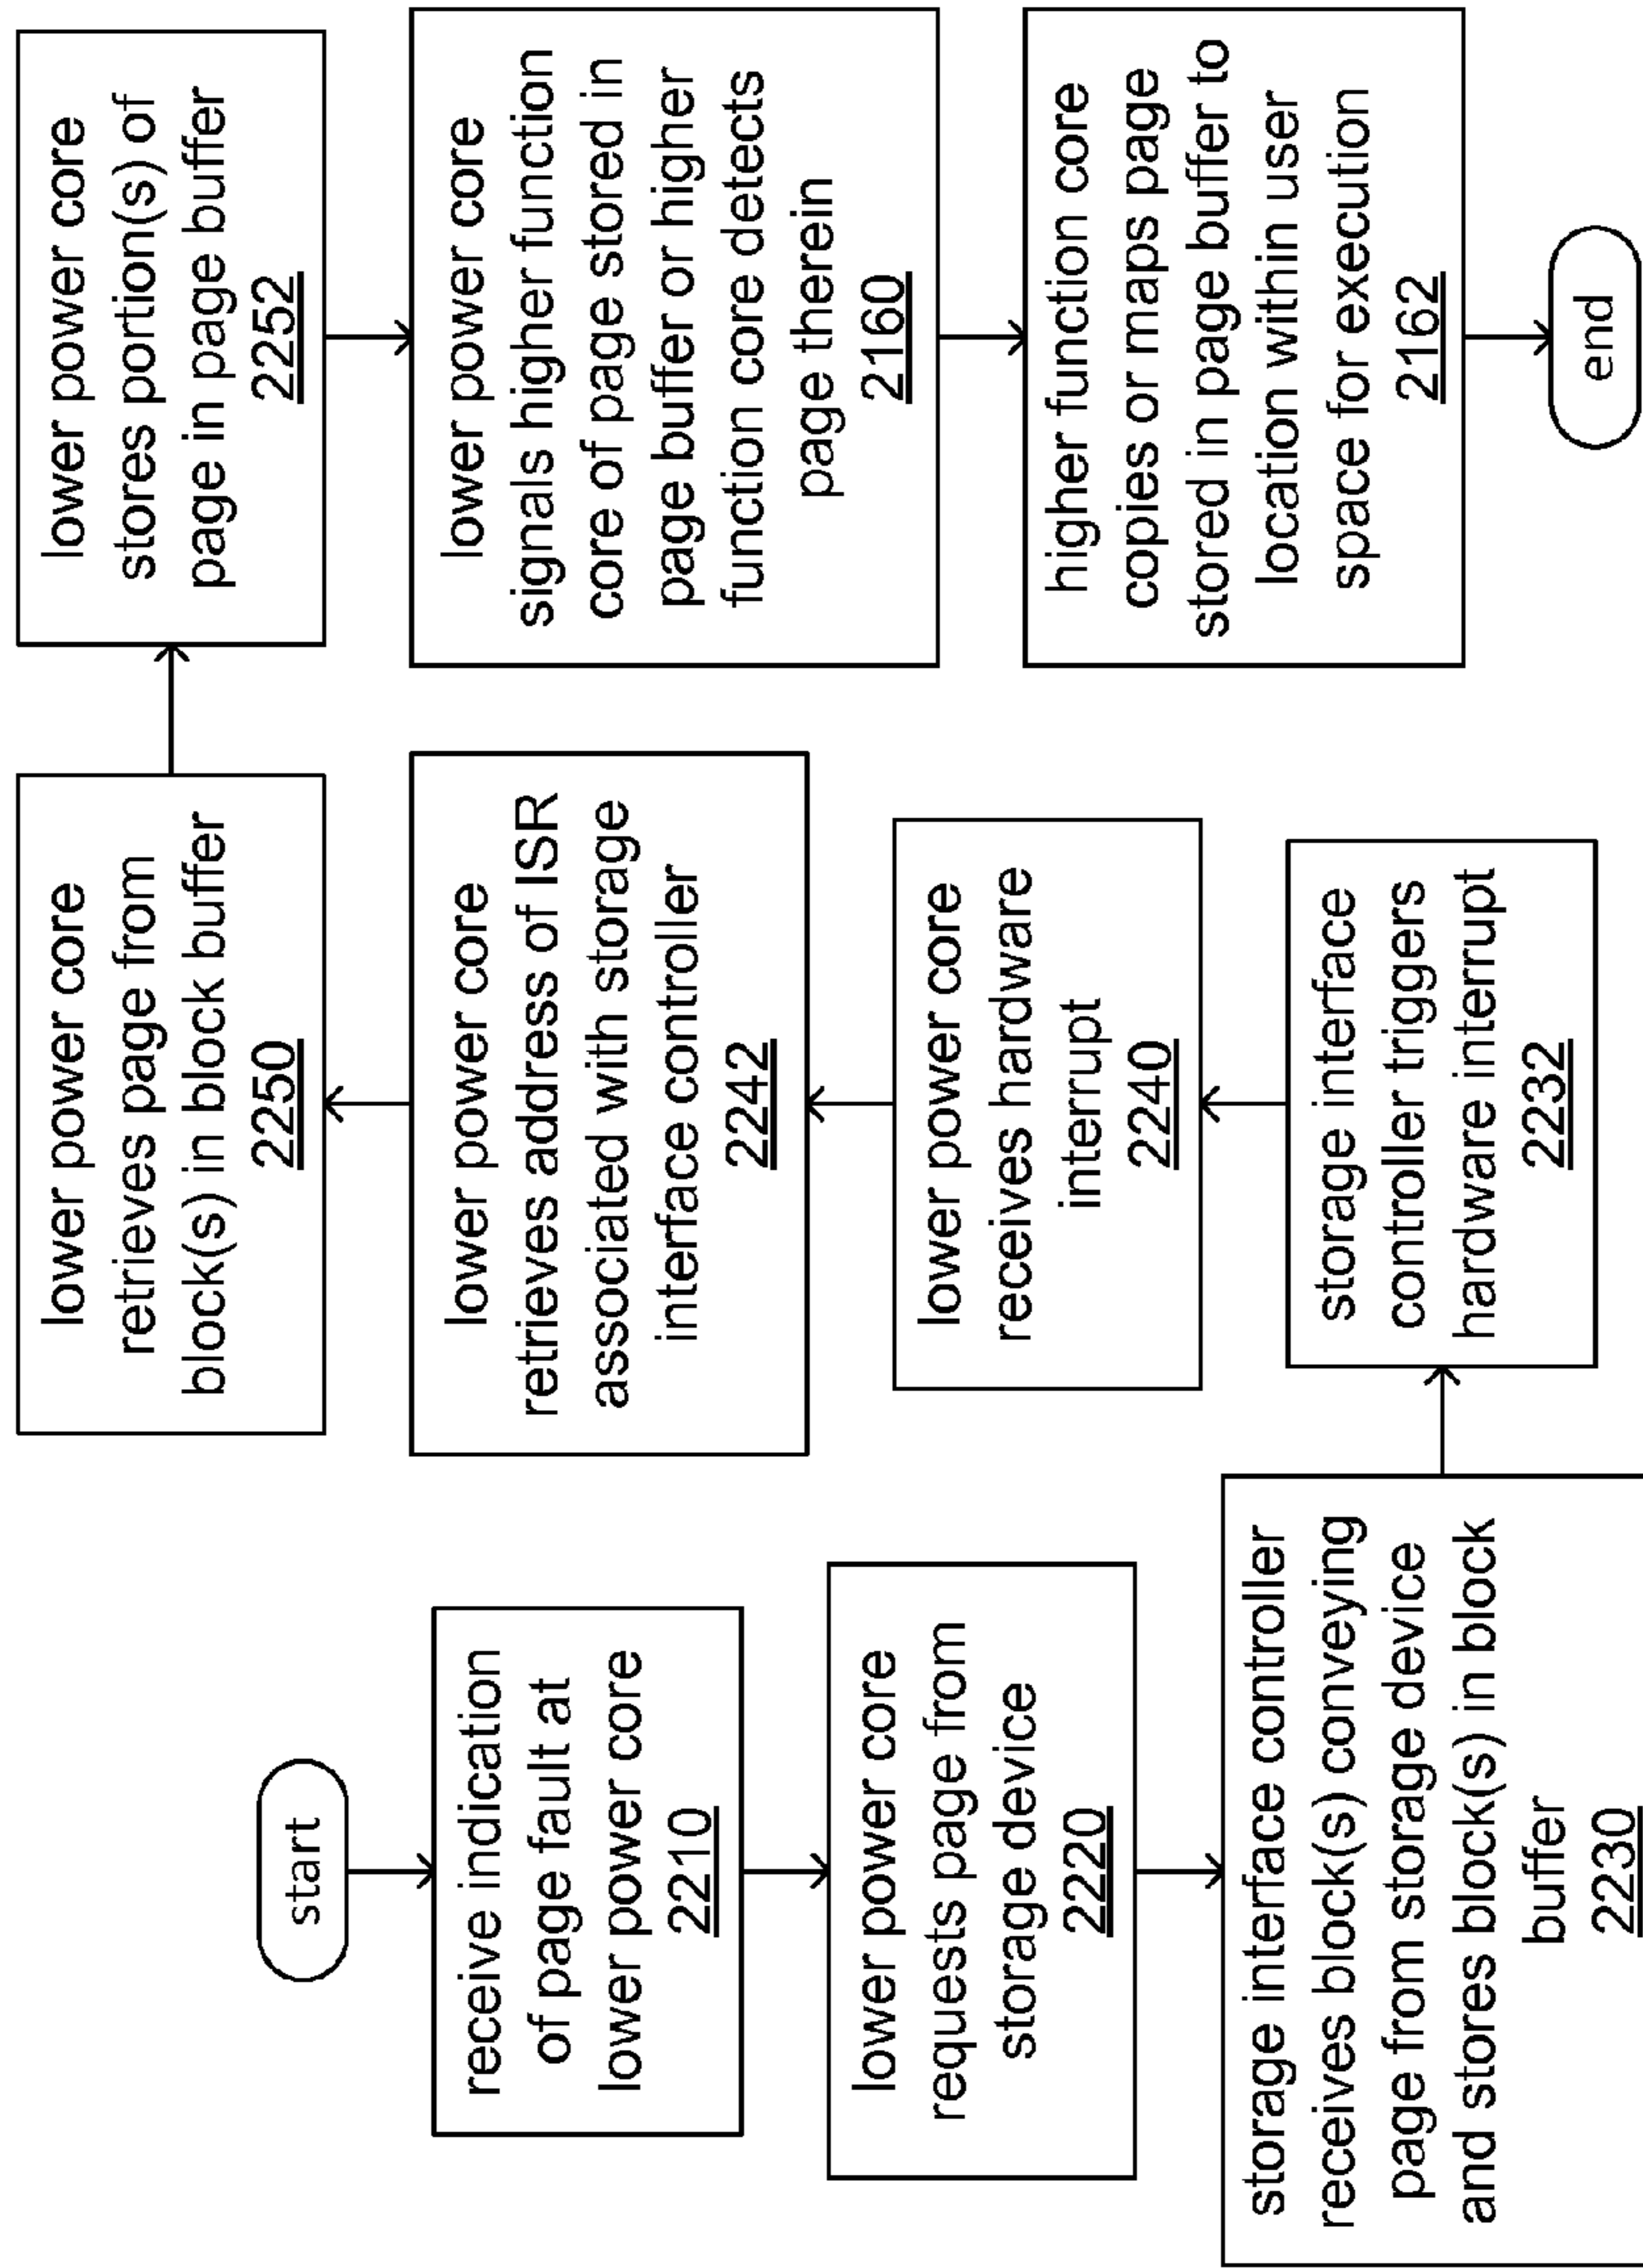 start
receive indication
of page fault at
lower power core
2210
lower power core
requests page from
storage device
2220
storage interface controller
receives block(s) conveying
page from storage device
and stores block(s) in block
buffer
2230
storage interface
controller triggers
hardware interrupt
2232
lower power core
receives hardware
interrupt
2240
lower power core
retrieves address of ISR
associated with storage
interface controller
2242
lower power core
retrieves page from
block(s) in block buffer
2250
lower power core
stores portion(s) of
page in page buffer
2252
lower power core
signals higher function
core of page stored in
page buffer or higher
function core detects
page therein
2160
higher function core
copies or maps page
stored in page buffer to
location within user
space for execution
2162
end